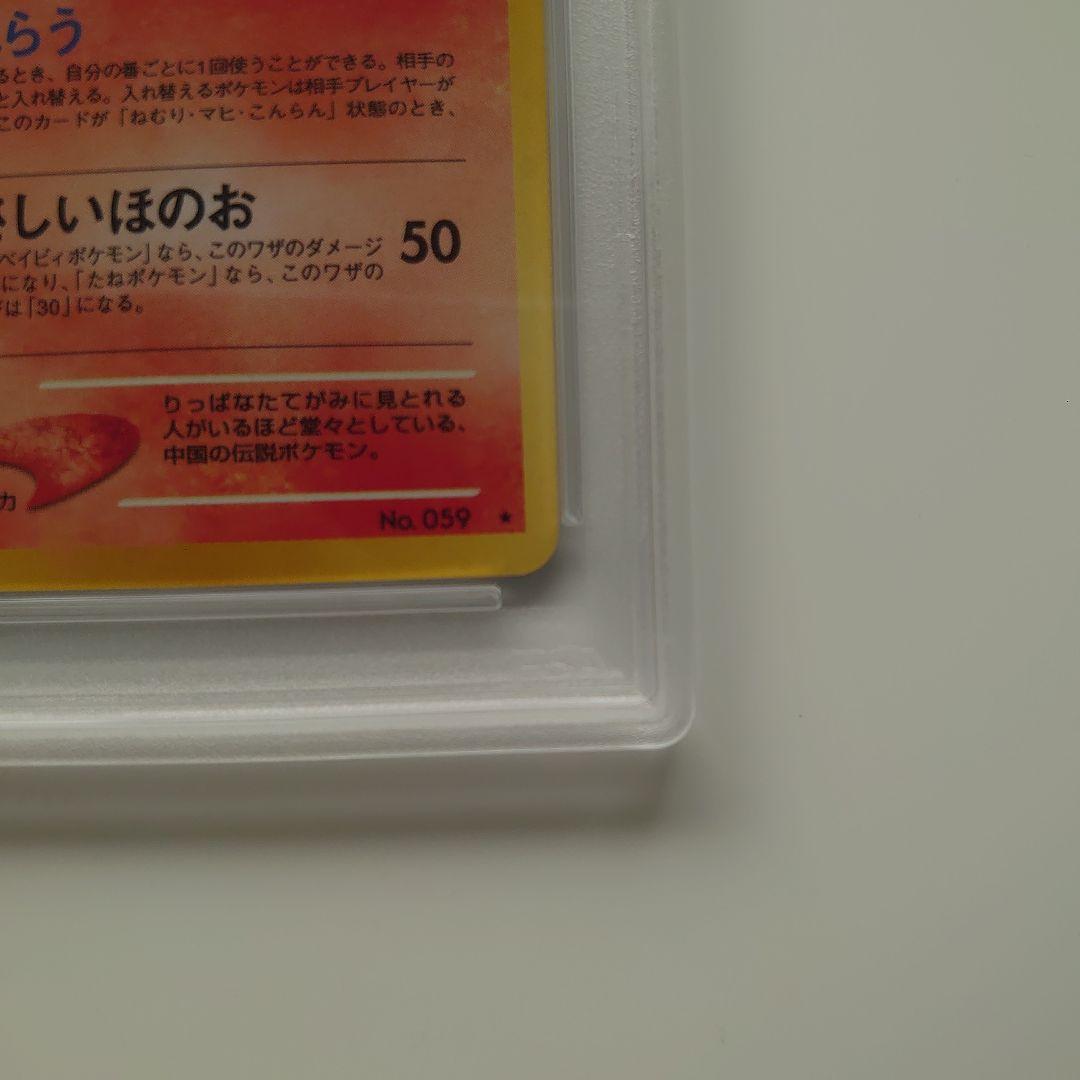 らう
るとき、自分の番ごとに1回使うことができる。相手の
と入れ替える。入れ替えるポケモンは相手プレイヤーが
このカードが「ねむり・マヒ・こんらん」状態のとき、
しいほのお
50
ベイビィポケモン」なら、このワザのダメージ
になり、「たねポケモン」なら、このワザの
は「30」になる。
りっぱなたてがみに見とれる
人がいるほど堂々としている、
中国の伝説ポケモン。
力
No. 059 ★